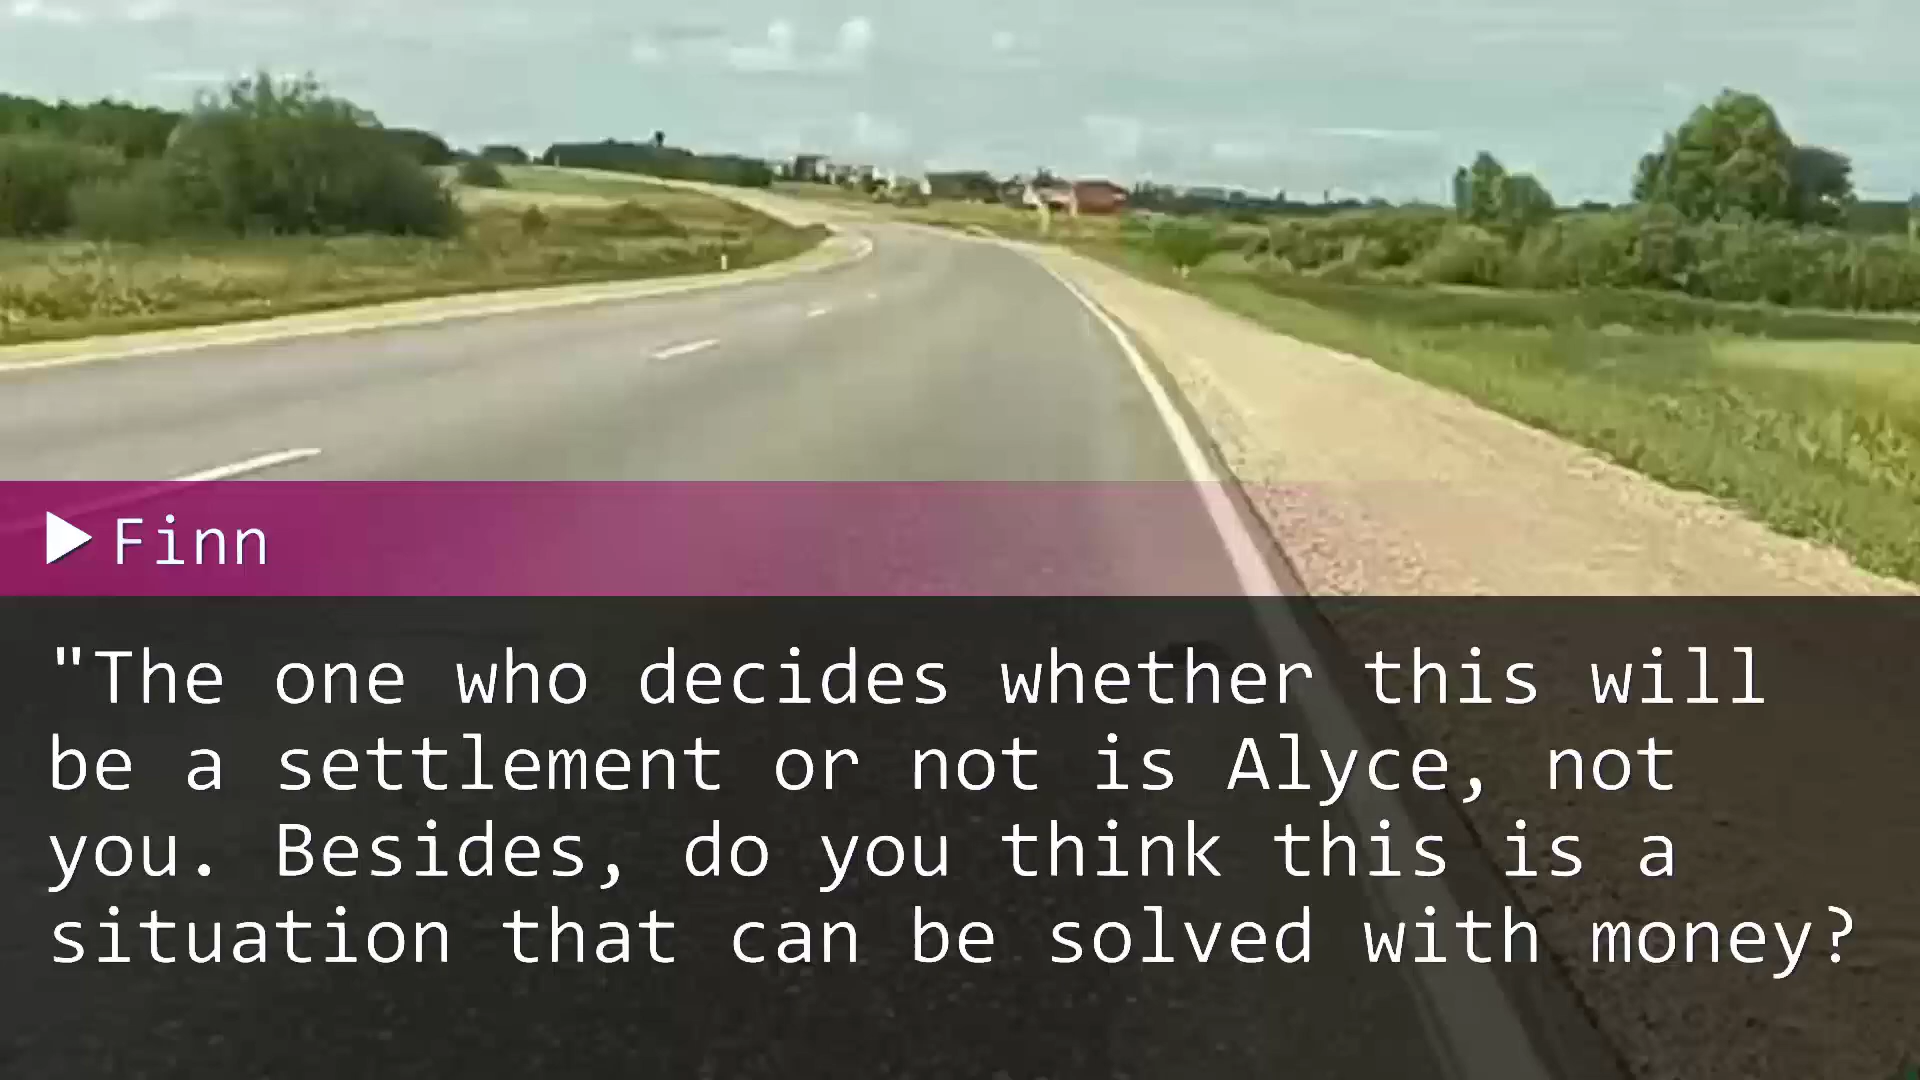 Finn
"The one who decides whether this will
be a settlement or not is Alyce, not
you. Besides, do you think this is a
situation that can be solved with money?